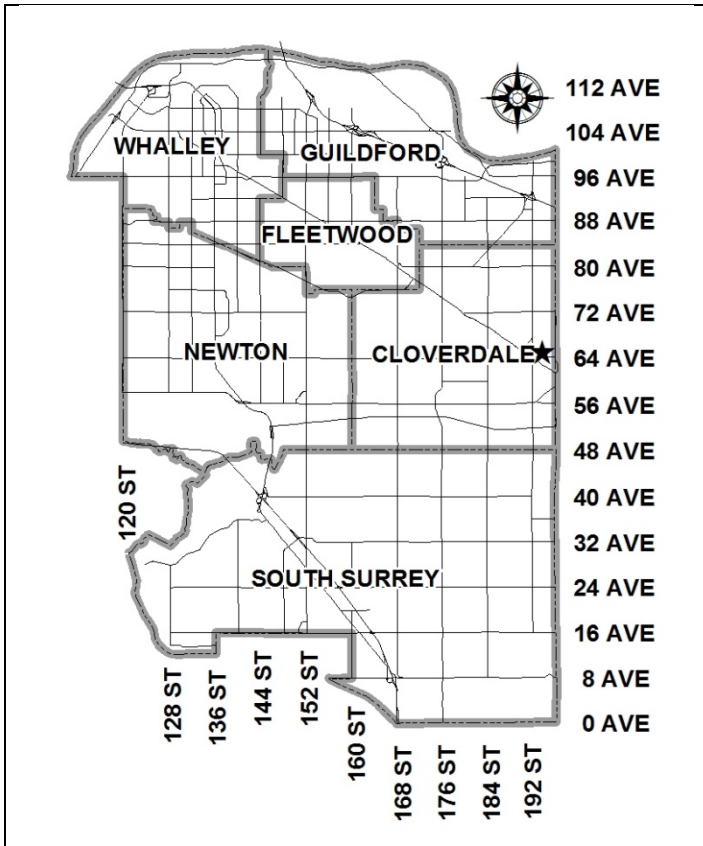 112 AVE
104 AVE
WHALLEY
GUILDFORD
96 AVE
88 AVE
FLEETWOOD
80 AVE
72 AVE
NEWTON
CLOVERDALE
64 AVE
56 AVE
48 AVE
120 ST
40 AVE
32 AVE
SOUTH SURREY
24 AVE
16 AVE
128 ST
136 ST
144 ST
152 ST
160 ST
8 AVE
0 AVE
168 ST
176 ST
184 ST
192 ST